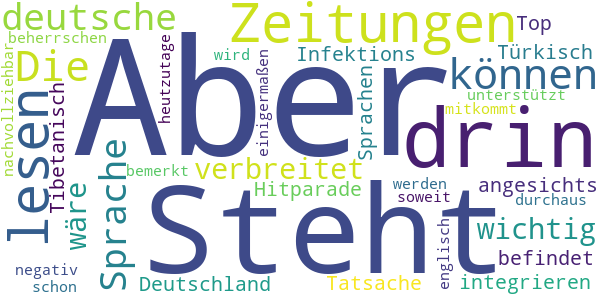 deutsche
Zeitungen
Top
beherrschen
Aber
heutzutage
wird
Infektions
Türkisch
Die
einigermaßen
Sprachen
können
nachvollziehbar
lesen
Tibetanisch
unterstützt
mitkommt
drin
Sprache
wäre
bemerkt
verbreitet
Hitparade
Steht
werden
angesichts
soweit
durchaus
englisch
wichtig
befindet
negativ
schon
Deutschland
Tatsache
integrieren